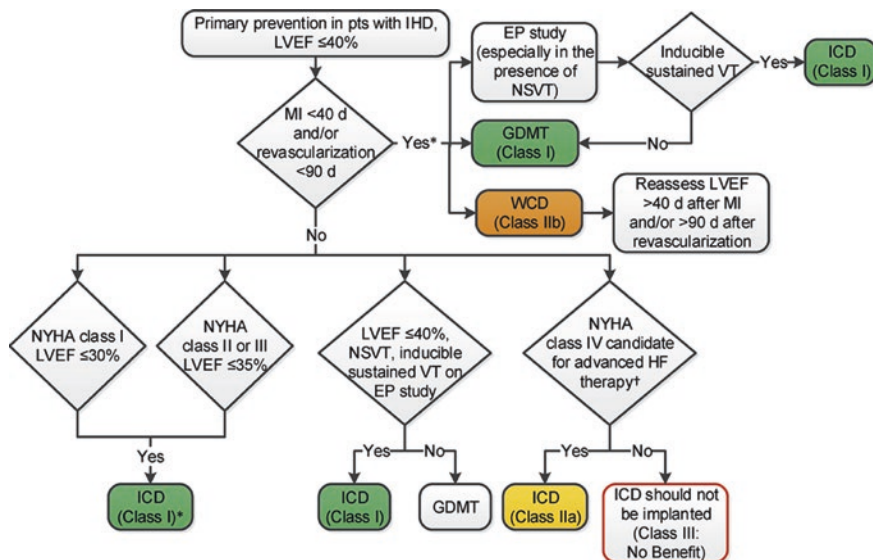 Primary prevention in pts with IHD,
LVEF ≤40%
EP study
(especially in the
presence of
NSVT)
Inducible
sustained VT
Yes
ICD
(Class I)
MI <40 d
and/or
revascularization
<90 d
Yes*
GDMT
(Class I)
No
WCD
(Class IIb)
Reassess LVEF
>40 d after MI
and/or >90 d after
revascularization
No
NYHA class I
LVEF ≤30%
NYHA
class II or III
LVEF ≤35%
LVEF ≤40%,
NSVT, inducible
sustained VT on
EP study
NYHA
class IV candidate
for advanced HF
therapy†
Yes
Yes
No
Yes
No
ICD
(Class I)*
ICD
(Class I)
GDMT
ICD
(Class IIa)
ICD should not
be implanted
(Class III:
No Benefit)